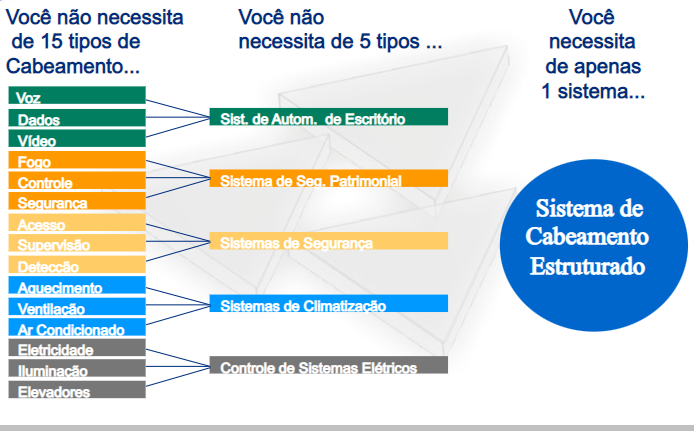 Você não necessita
de 15 tipos de
Cabeamento...
Você não
necessita de 5 tipos ...
Você
necessita
de apenas
1 sistema...
Voz
Dados
Vídeo
Fogo
Controle
Segurança
Acesso
Supervisão
Detecção
Aquecimento
Ventilação
Ar Condicionado
Eletricidade
Iluminação
Elevadores
Sist. de Autom. de Escritório
Sistema de Seg. Patrimonial
Sistemas de Segurança
Sistemas de Climatização
Controle de Sistemas Elétricos
Sistema de
Cabeamento
Estruturado